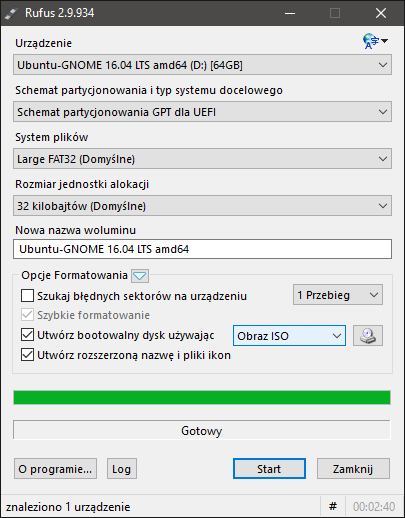 Rufus 2.9.934
Urządzenie
Ubuntu-GNOME 16.04 LTS amd64 (D:) [64GB]
Schemat partycjonowania i typ systemu docelowego
Schemat partycjonowania GPT dla UEFI
System plików
Large FAT32 (Domyślne)
Rozmiar jednostki alokacji
32 kilobajtów (Domyślne)
Nowa nazwa woluminu
Ubuntu-GNOME 16.04 LTS amd64
Opcje Formatowania
Szukaj błędnych sektorów na urządzeniu 1 Przebieg
Szybkie formatowanie
Utwórz bootowalny dysk używając Obraz ISO
Utwórz rozszerzoną nazwę i pliki ikon
Gotowy
O programie... Log Start Zamknij
znaleziono 1 urządzenie # 00:02:40